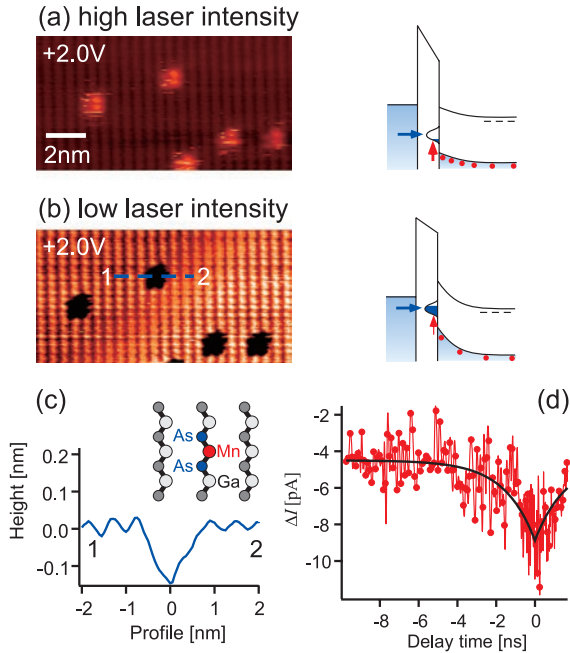 (a) high laser intensity
+2.0V
2nm
(b) low laser intensity
+2.0V
1
2
(c)
As
Mn
As
Ga
Height [nm]
0.2
0.1
0.0
-0.1
1
2
-2
-1
0
1
2
Profile [nm]
(d)
ΔI [pA]
-2
-4
-6
-8
-10
-8
-6
-4
-2
0
Delay time [ns]